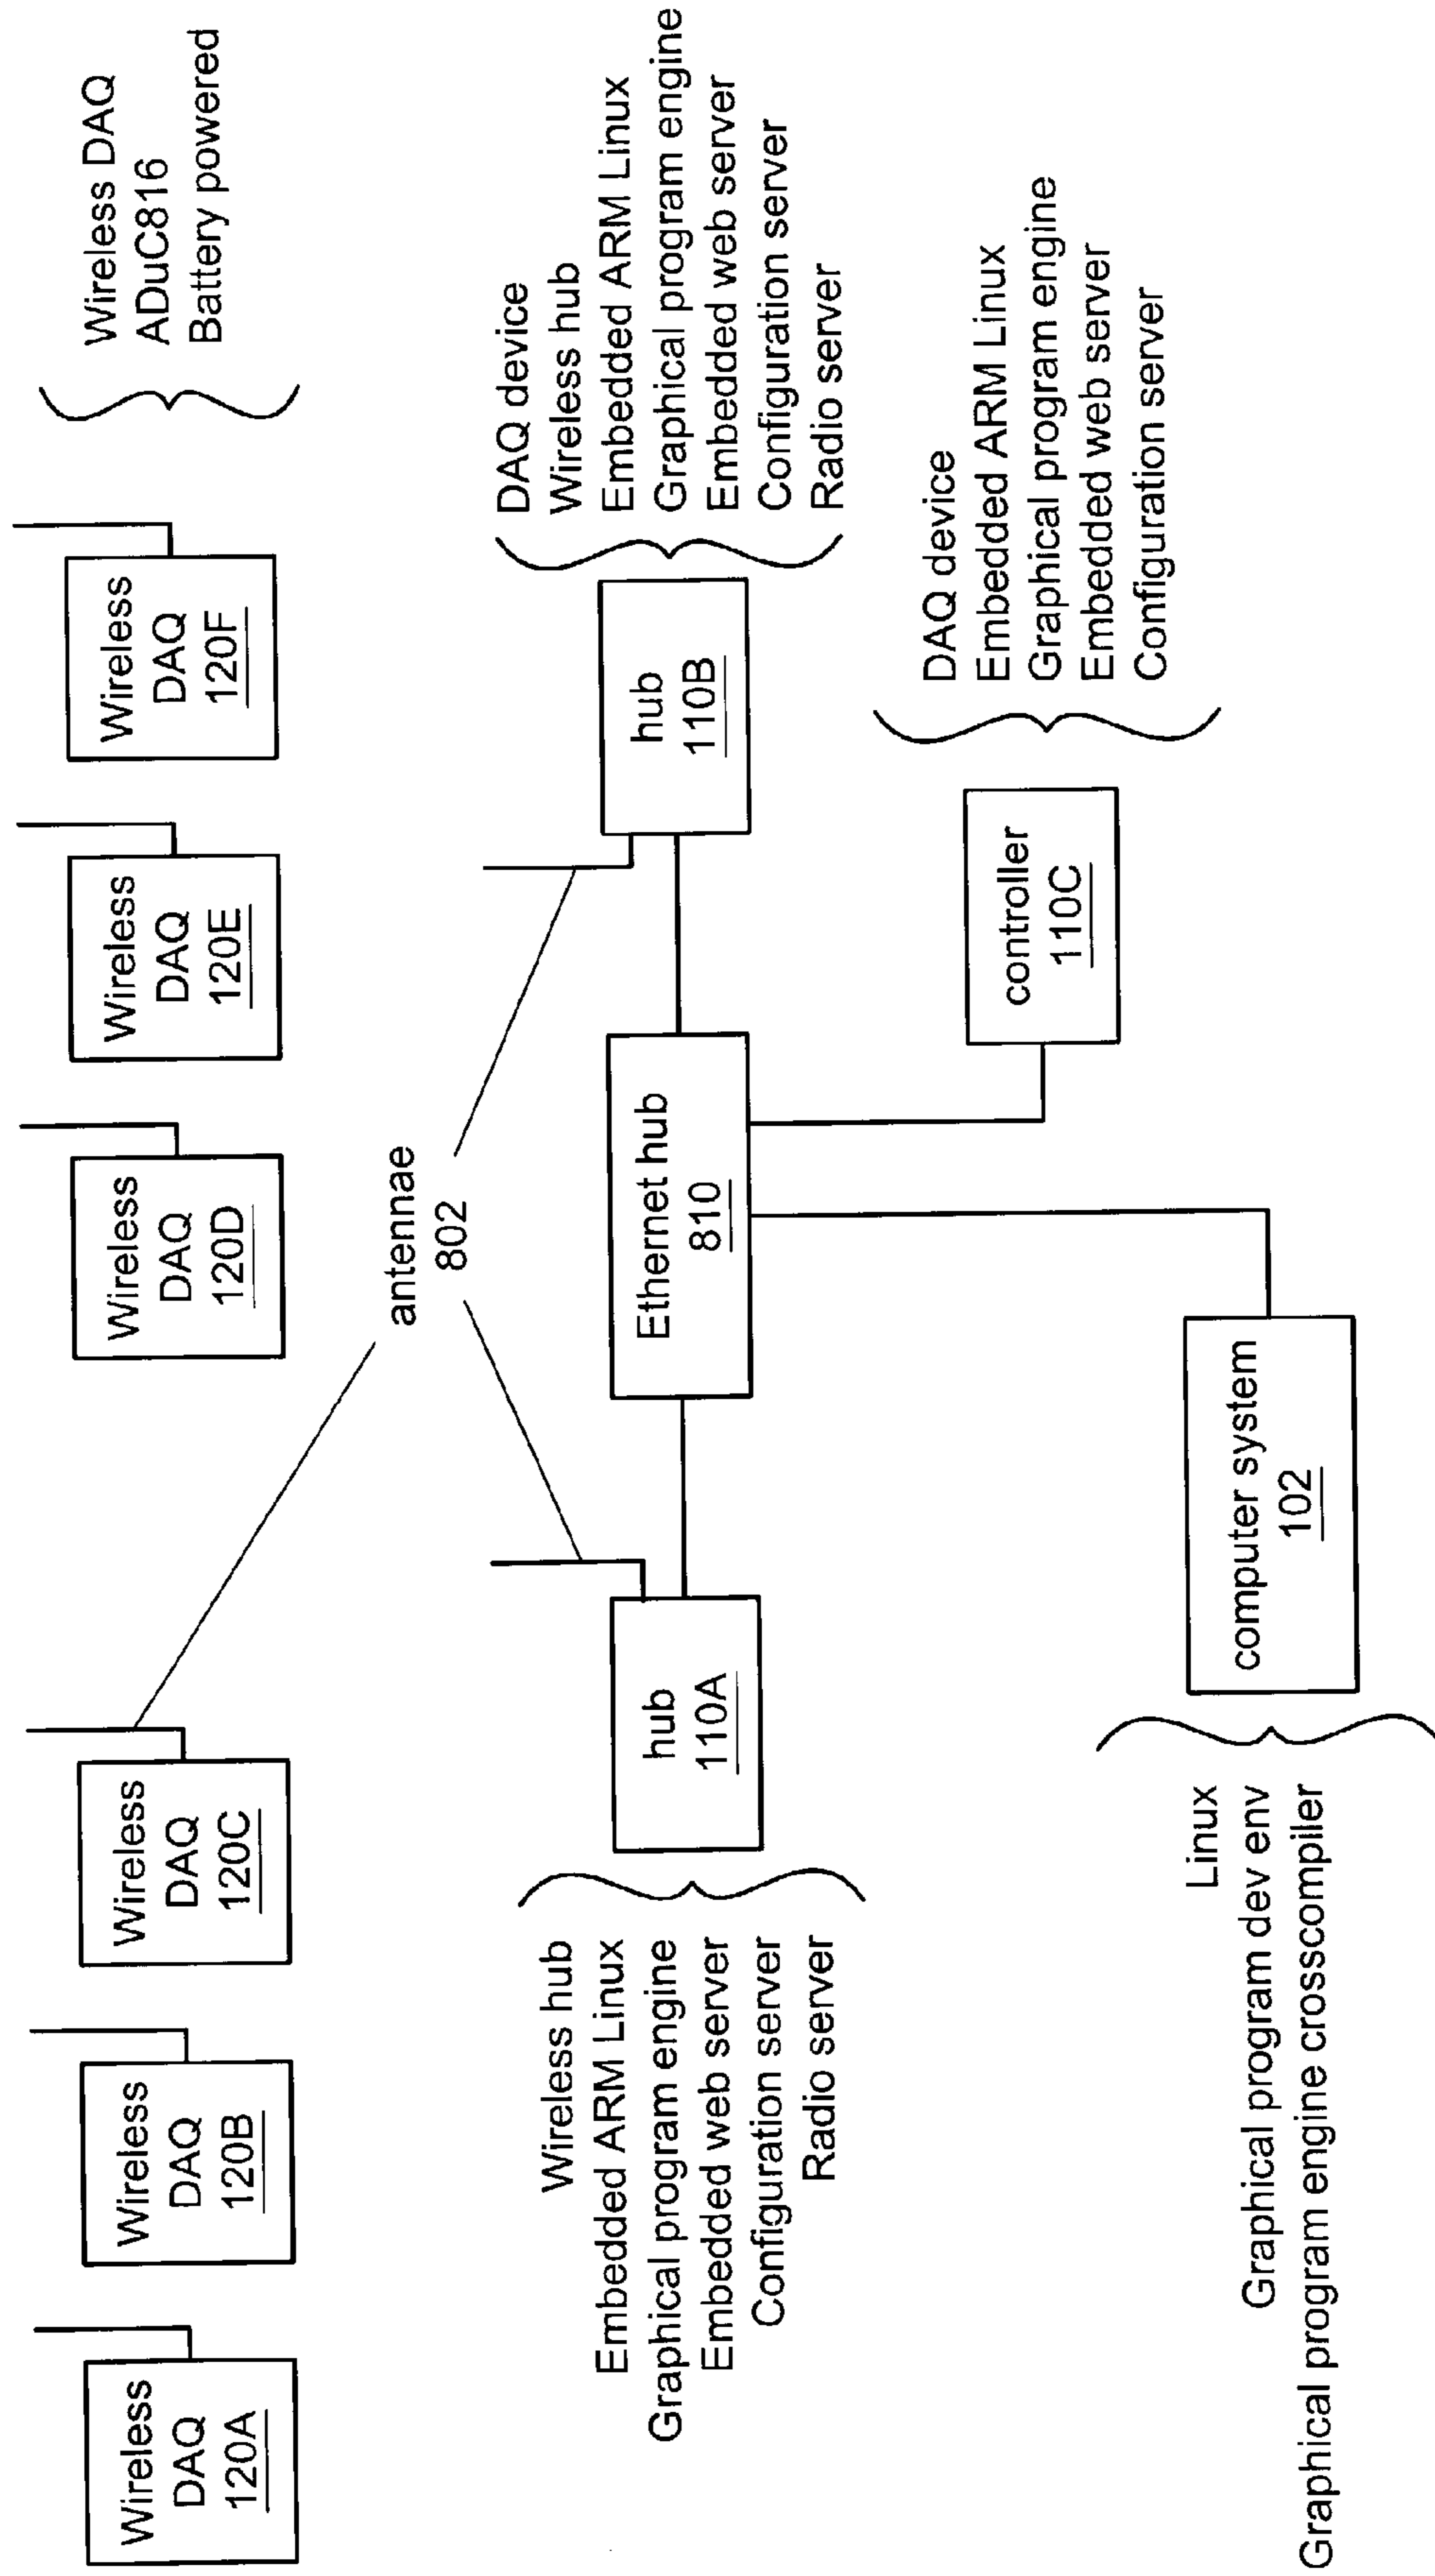 Wireless
DAQ
120A
Wireless
DAQ
120B
Wireless
DAQ
120C
Wireless
DAQ
120D
Wireless
DAQ
120E
Wireless
DAQ
120F
Wireless DAQ
ADuC816
Battery powered
antennae
802
Wireless hub
Embedded ARM Linux
Graphical program engine
Embedded web server
Configuration server
Radio server
hub
110A
Ethernet hub
810
hub
110B
DAQ device
Wireless hub
Embedded ARM Linux
Graphical program engine
Embedded web server
Configuration server
Radio server
controller
110C
DAQ device
Embedded ARM Linux
Graphical program engine
Embedded web server
Configuration server
Linux
Graphical program dev env
Graphical program engine crosscompiler
computer system
102